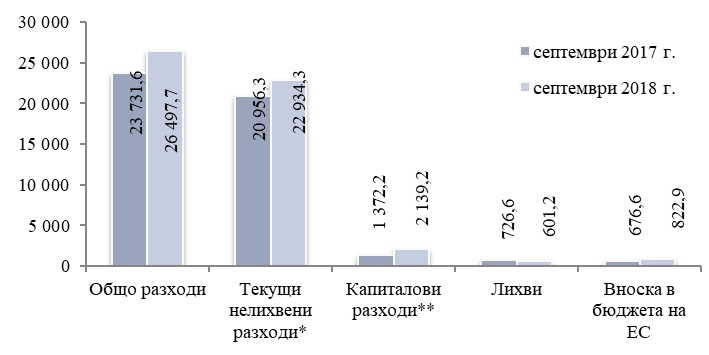 30 000
25 000
20 000
15 000
10 000
5 000
0
септември 2017 г.
септември 2018 г.
23 731,6
26 497,7
20 956,3
22 934,3
1 372,2
2 139,2
726,6
601,2
676,6
822,9
Общо разходи
Текущи
нелихвени
разходи*
Капиталови
разходи**
Лихви
Вноска в
бюджета на
ЕС